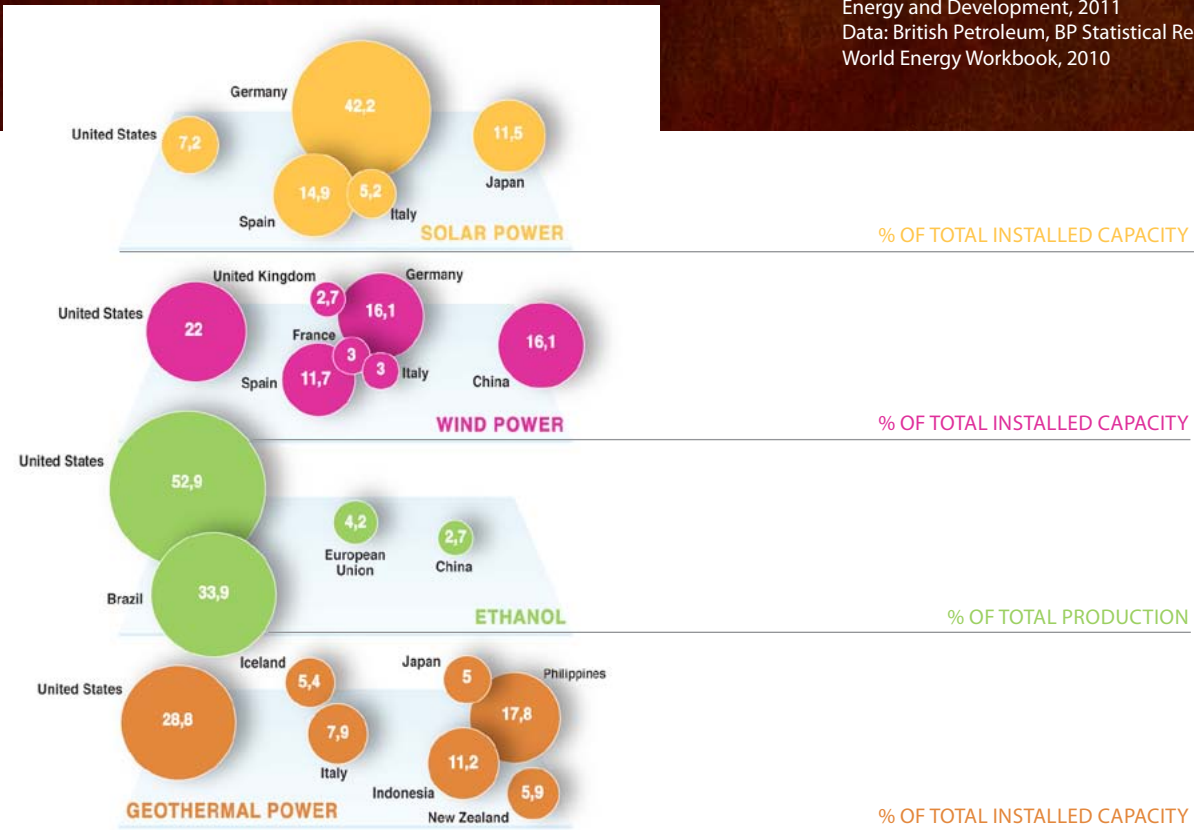 Energy and Development, 2011
Data: British Petroleum, BP Statistical Re
World Energy Workbook, 2010
Germany
42,2
United States
7,2
11,5
Japan
14,9
5,2
Spain
Italy
SOLAR POWER
% OF TOTAL INSTALLED CAPACITY
United Kingdom
Germany
2,7
16,1
United States
22
France
3
16,1
Spain
11,7
3
Italy
China
WIND POWER
% OF TOTAL INSTALLED CAPACITY
United States
52,9
4,2
European
Union
2,7
China
Brazil
33,9
ETHANOL
% OF TOTAL PRODUCTION
Iceland
5,4
Japan
5
Philippines
17,8
United States
28,8
7,9
Italy
11,2
Indonesia
5,9
New Zealand
GEOTHERMAL POWER
% OF TOTAL INSTALLED CAPACITY